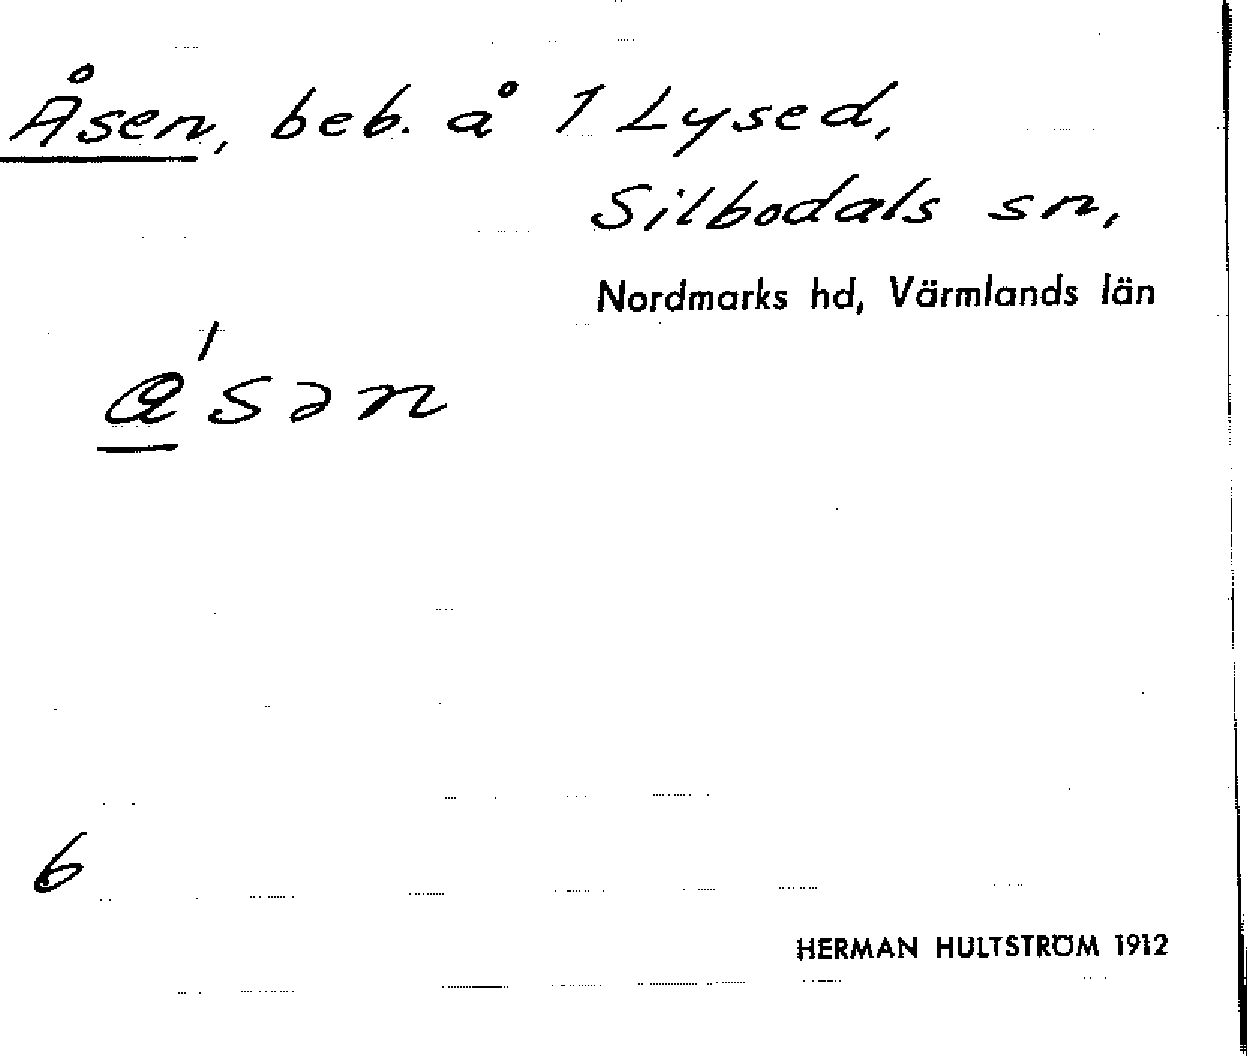 Åsen, beb. å 1 Lysed,
Silbodals sn,
Nordmarks hd, Värmlands län
a̲'sən
6
HERMAN HULTSTRÖM 1912